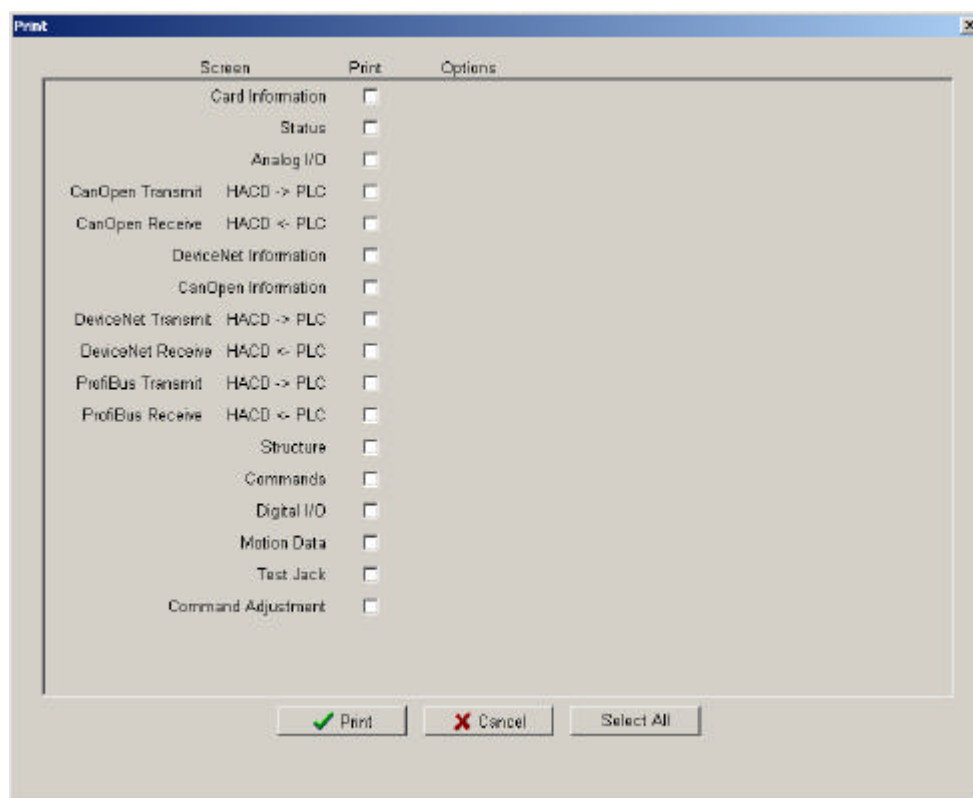 Print
Screen Print Options
Card Information
Status
Analog I/O
CanOpen Transmit HACD -> PLC
CanOpen Receive HACD <- PLC
DeviceNet Information
CanOpen Information
DeviceNet Transmit HACD -> PLC
DeviceNet Receive HACD <- PLC
ProfiBus Transmit HACD -> PLC
ProfiBus Receive HACD <- PLC
Structure
Commands
Digital I/O
Motion Data
Test Jack
Command Adjustment
Print Cancel Select All